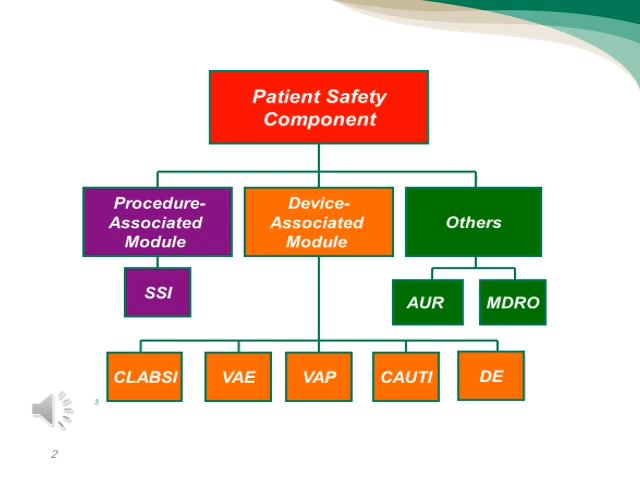 Patient Safety
Component
Procedure-
Associated
Module
Device-
Associated
Module
Others
SSI
AUR
MDRO
CLABSI
VAE
VAP
CAUTI
DE
3
2